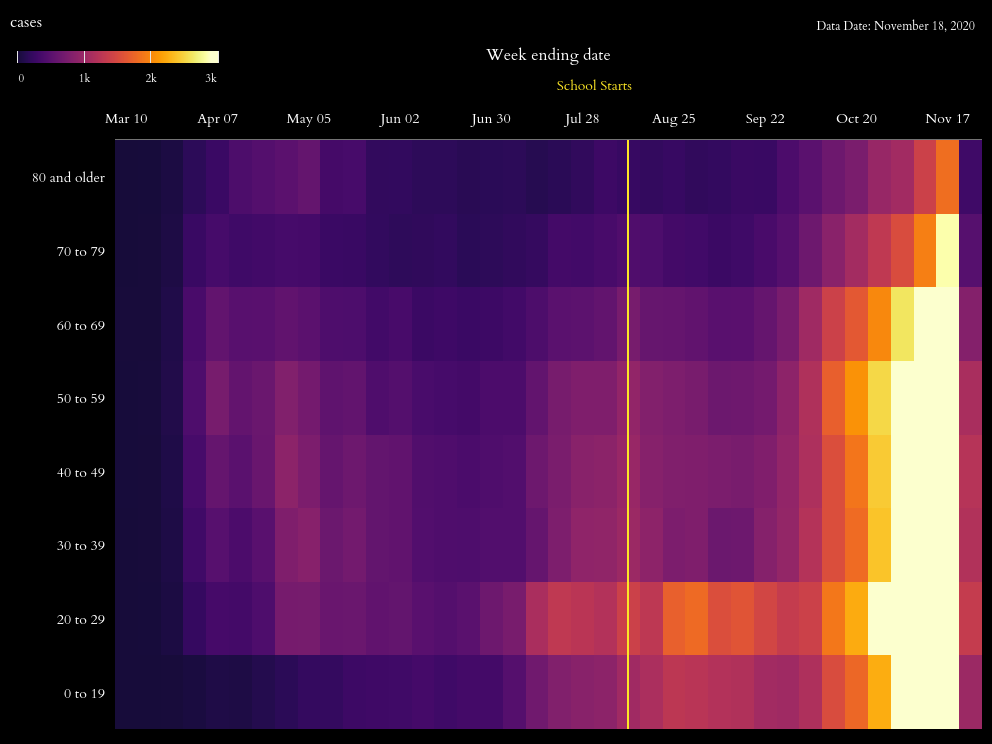 cases
Data Date: November 18, 2020
0 1k 2k 3k
Week ending date
School Starts
Mar 10 Apr 07 May 05 Jun 02 Jun 30 Jul 28 Aug 25 Sep 22 Oct 20 Nov 17
80 and older
70 to 79
60 to 69
50 to 59
40 to 49
30 to 39
20 to 29
0 to 19